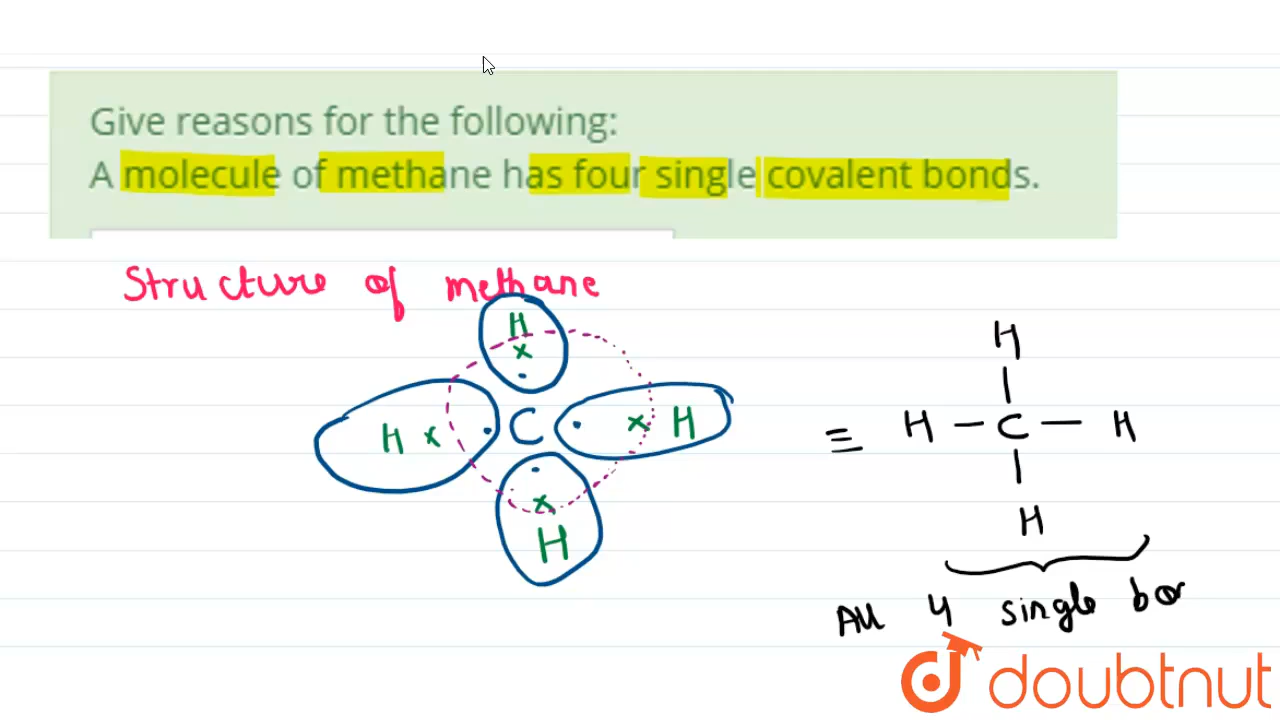 Give reasons for the following:
A molecule of methane has four single covalent bonds.
Structure of methane
H
x
H x C x H
x
H
H
≡ H – C – H
H
All 4 single bo
doubtnut